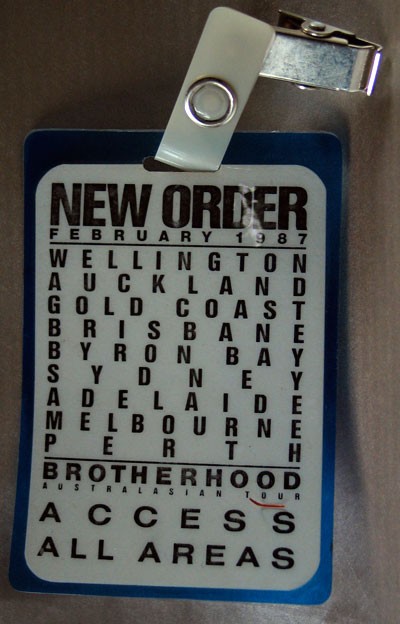 NEW ORDER
FEBRUARY 1987
WELLINGTON
AUCKLAND
GOLD COAST
BRISBANE
BYRON BAY
SYDNEY
ADELAIDE
MELBOURNE
PERTH
BROTHERHOOD
AUSTRALASIAN TOUR
ACCESS
ALL AREAS